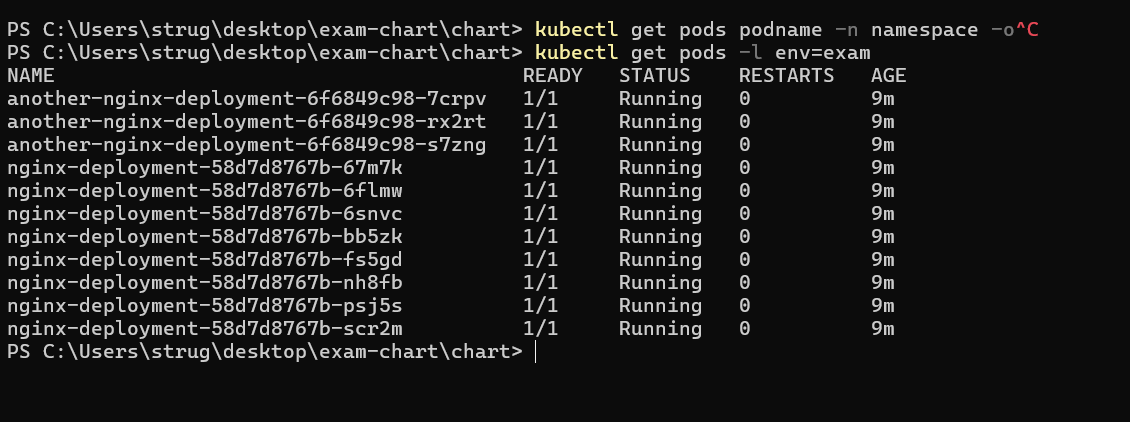 PS C:\Users\strug\desktop\exam-chart\chart> kubectl get pods podname -n namespace -o^C
PS C:\Users\strug\desktop\exam-chart\chart> kubectl get pods -l env=exam
NAME READY STATUS RESTARTS AGE
another-nginx-deployment-6f6849c98-7crpv 1/1 Running 0 9m
another-nginx-deployment-6f6849c98-rx2rt 1/1 Running 0 9m
another-nginx-deployment-6f6849c98-s7zng 1/1 Running 0 9m
nginx-deployment-58d7d8767b-67m7k 1/1 Running 0 9m
nginx-deployment-58d7d8767b-6flmw 1/1 Running 0 9m
nginx-deployment-58d7d8767b-6snvc 1/1 Running 0 9m
nginx-deployment-58d7d8767b-bb5zk 1/1 Running 0 9m
nginx-deployment-58d7d8767b-fs5gd 1/1 Running 0 9m
nginx-deployment-58d7d8767b-nh8fb 1/1 Running 0 9m
nginx-deployment-58d7d8767b-psj5s 1/1 Running 0 9m
nginx-deployment-58d7d8767b-scr2m 1/1 Running 0 9m
PS C:\Users\strug\desktop\exam-chart\chart>